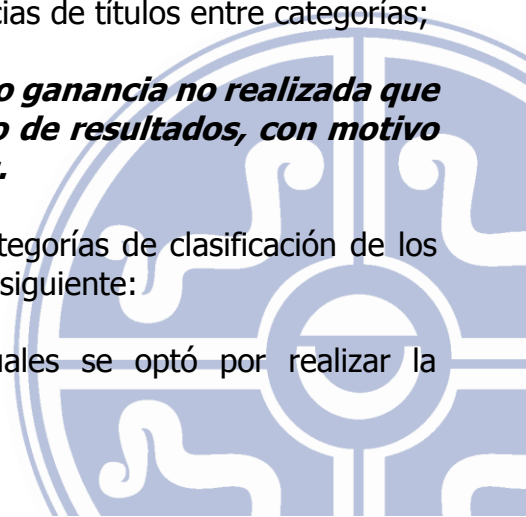 cias de títulos entre categorías;
o ganancia no realizada que
o de resultados, con motivo
.
tegorías de clasificación de los
siguiente:
uales se optó por realizar la